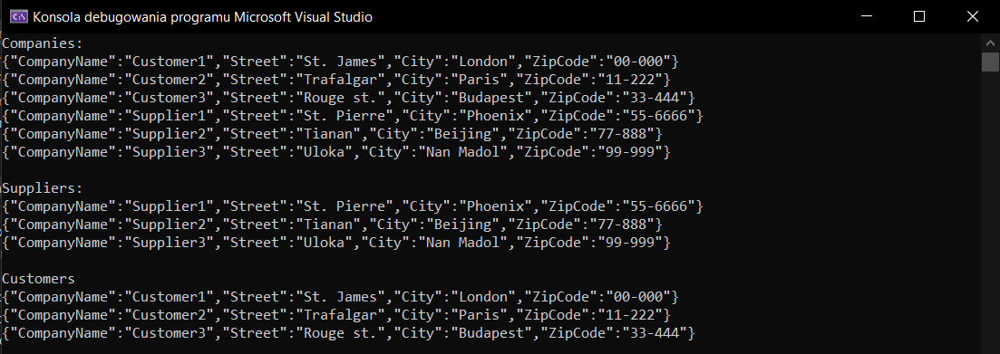 Konsola debugowania programu Microsoft Visual Studio
Companies:
{"CompanyName":"Customer1","Street":"St. James","City":"London","ZipCode":"00-000"}
{"CompanyName":"Customer2","Street":"Trafalgar","City":"Paris","ZipCode":"11-222"}
{"CompanyName":"Customer3","Street":"Rouge st.","City":"Budapest","ZipCode":"33-444"}
{"CompanyName":"Supplier1","Street":"St. Pierre","City":"Phoenix","ZipCode":"55-6666"}
{"CompanyName":"Supplier2","Street":"Tianan","City":"Beijing","ZipCode":"77-888"}
{"CompanyName":"Supplier3","Street":"Uloka","City":"Nan Madol","ZipCode":"99-999"}

Suppliers:
{"CompanyName":"Supplier1","Street":"St. Pierre","City":"Phoenix","ZipCode":"55-6666"}
{"CompanyName":"Supplier2","Street":"Tianan","City":"Beijing","ZipCode":"77-888"}
{"CompanyName":"Supplier3","Street":"Uloka","City":"Nan Madol","ZipCode":"99-999"}

Customers
{"CompanyName":"Customer1","Street":"St. James","City":"London","ZipCode":"00-000"}
{"CompanyName":"Customer2","Street":"Trafalgar","City":"Paris","ZipCode":"11-222"}
{"CompanyName":"Customer3","Street":"Rouge st.","City":"Budapest","ZipCode":"33-444"}